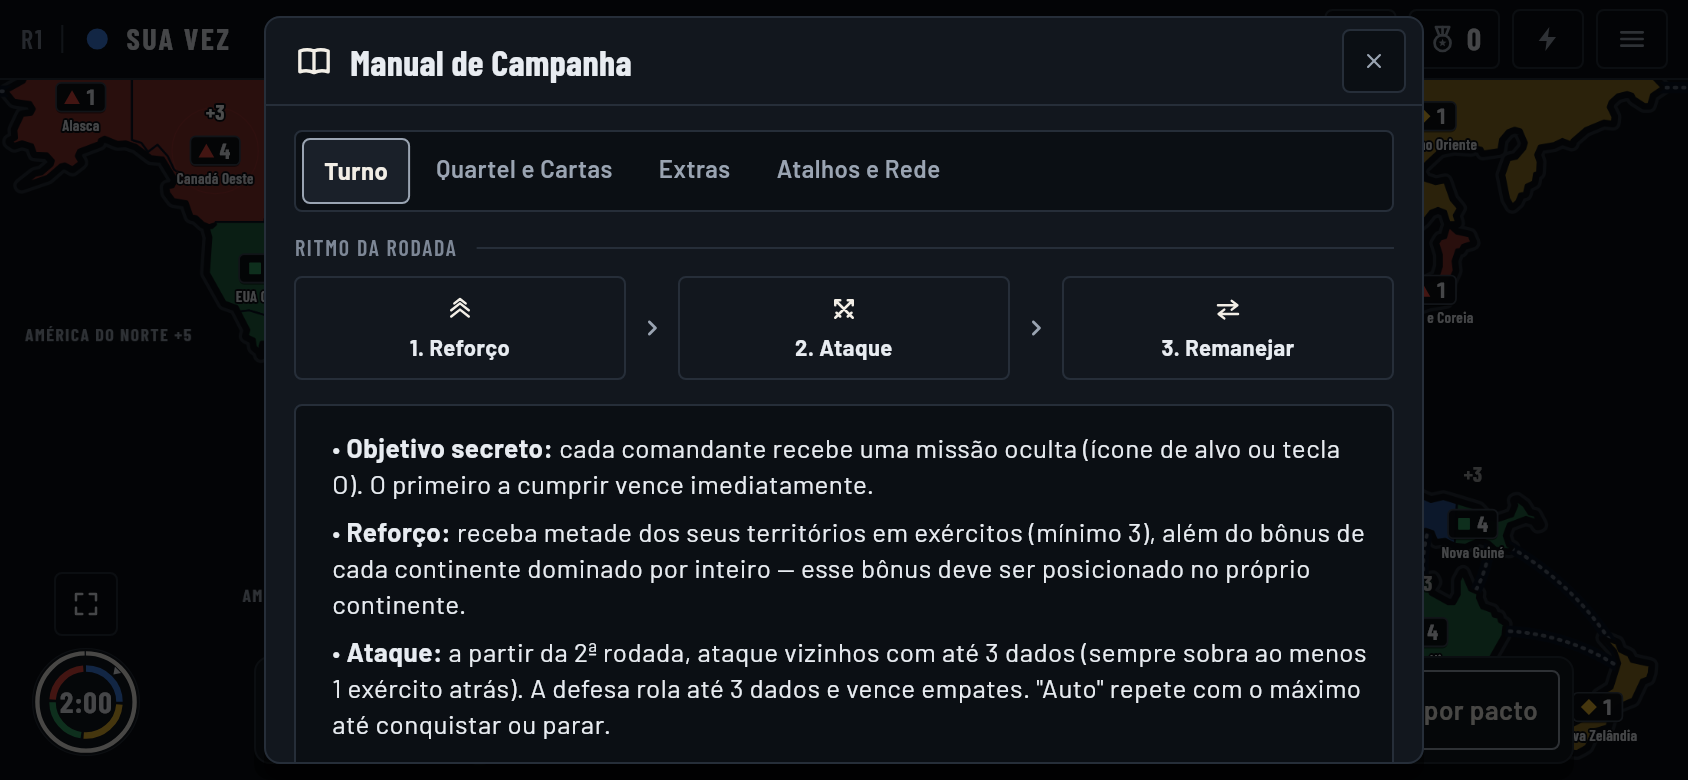 R1
SUA VEZ
Manual de Campanha
0
Turno
Quartel e Cartas
Extras
Atalhos e Rede
RITMO DA RODADA
1. Reforço
2. Ataque
3. Remanejar
• Objetivo secreto: cada comandante recebe uma missão oculta (ícone de alvo ou tecla
O). O primeiro a cumprir vence imediatamente.
• Reforço: receba metade dos seus territórios em exércitos (mínimo 3), além do bônus de
cada continente dominado por inteiro — esse bônus deve ser posicionado no próprio
continente.
• Ataque: a partir da 2ª rodada, ataque vizinhos com até 3 dados (sempre sobra ao menos
1 exército atrás). A defesa rola até 3 dados e vence empates. "Auto" repete com o máximo
até conquistar ou parar.
1
Alasca
+3
4
Canadá Oeste
EUA
AMÉRICA DO NORTE +5
2:00
1
Oriente
1
e Coreia
+3
4
Nova Guiné
3
4
por pacto
1
Zelândia